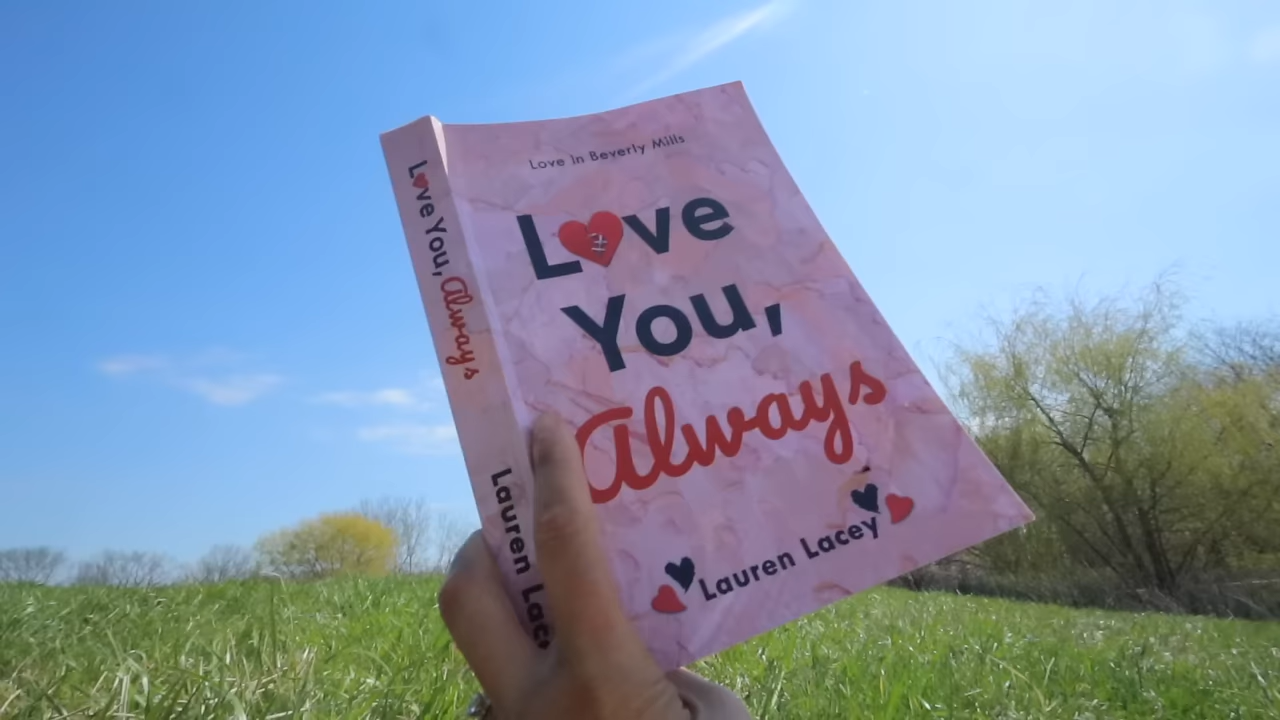 Love You, Always
Lauren Lacey
Love In Beverly Mills
Love
You,
Always
Lauren Lacey